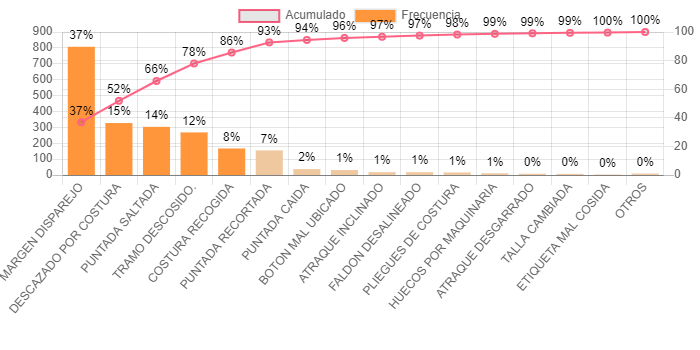 Acumulado Frecuencia
900 800 700 600 500 400 300 200 100 0
100 80 60 40 20 0
37% 52% 66% 78% 86% 93% 94% 96% 97% 97% 98% 99% 99% 99% 100% 100%
37% 15% 14% 12% 8% 7% 2% 1% 1% 1% 1% 1% 0% 0% 0% 0%
MARGEN DISPAREJO
DESCAZADO POR COSTURA
PUNTADA SALTADA
TRAMO DESCOSIDO.
COSTURA RECOGIDA
PUNTADA RECORTADA
PUNTADA CAIDA
BOTON MAL UBICADO
ATRAQUE INCLINADO
FALDON DESALINEADO
PLIEGUES DE COSTURA
HUECOS POR MAQUINARIA
ATRAQUE DESGARRADO
TALLA CAMBIADA
ETIQUETA MAL COSIDA
OTROS